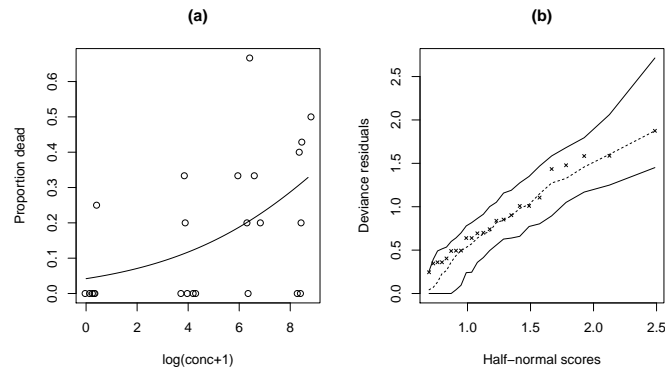 (a)
Proportion dead
0.6
0.5
0.4
0.3
0.2
0.1
0.0
0 2 4 6 8
log(conc+1)
(b)
Deviance residuals
2.5
2.0
1.5
1.0
0.5
0.0
1.0 1.5 2.0 2.5
Half−normal scores